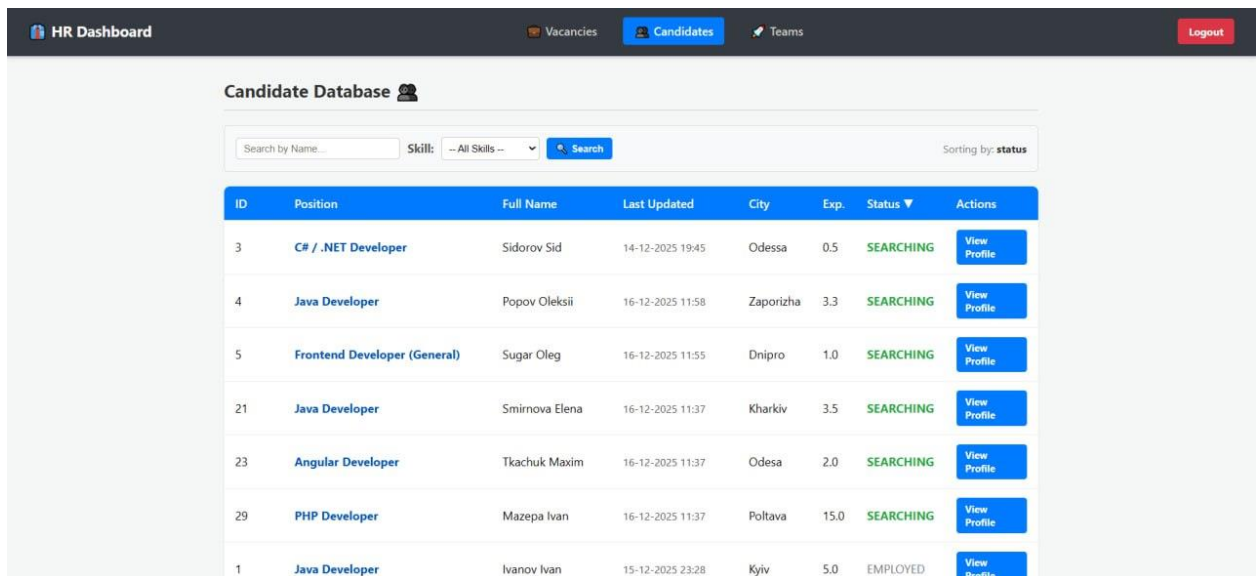 HR Dashboard
Vacancies
Candidates
Teams
Logout
Candidate Database
Search by Name...
Skill:
-- All Skills --
Search
Sorting by: status
ID Position Full Name Last Updated City Exp. Status ▼ Actions
3 C# / .NET Developer Sidorov Sid 14-12-2025 19:45 Odessa 0.5 SEARCHING View Profile
4 Java Developer Popov Oleksii 16-12-2025 11:58 Zaporizha 3.3 SEARCHING View Profile
5 Frontend Developer (General) Sugar Oleg 16-12-2025 11:55 Dnipro 1.0 SEARCHING View Profile
21 Java Developer Smirnova Elena 16-12-2025 11:37 Kharkiv 3.5 SEARCHING View Profile
23 Angular Developer Tkachuk Maxim 16-12-2025 11:37 Odesa 2.0 SEARCHING View Profile
29 PHP Developer Mazepa Ivan 16-12-2025 11:37 Poltava 15.0 SEARCHING View Profile
1 Java Developer Ivanov Ivan 15-12-2025 23:28 Kyiv 5.0 EMPLOYED View Profile